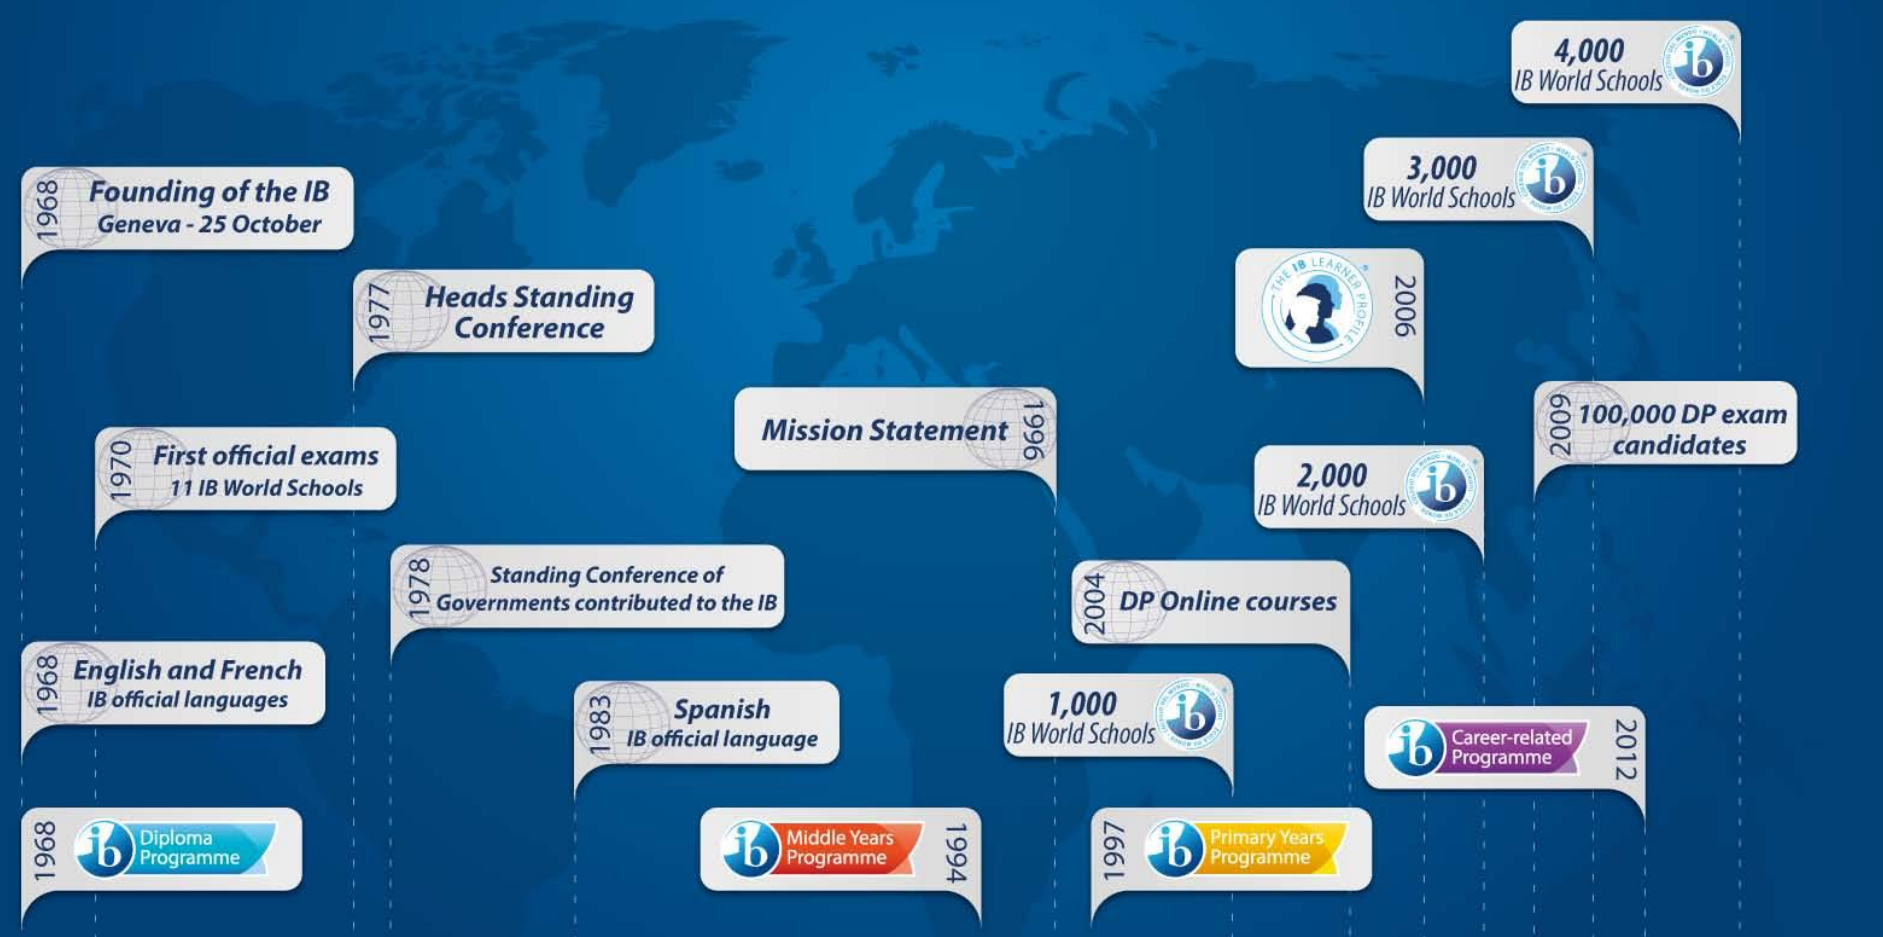 4,000
IB World Schools
3,000
IB World Schools
1968
Founding of the IB
Geneva - 25 October
1977
Heads Standing
Conference
THE IB LEARNER PROFILE
2006
Mission Statement
1996
2009
100,000 DP exam
candidates
1970
First official exams
11 IB World Schools
2,000
IB World Schools
1978
Standing Conference of
Governments contributed to the IB
2004
DP Online courses
1968
English and French
IB official languages
1983
Spanish
IB official language
1,000
IB World Schools
ib
Career-related
Programme
2012
1968
ib
Diploma
Programme
ib
Middle Years
Programme
1994
1997
ib
Primary Years
Programme